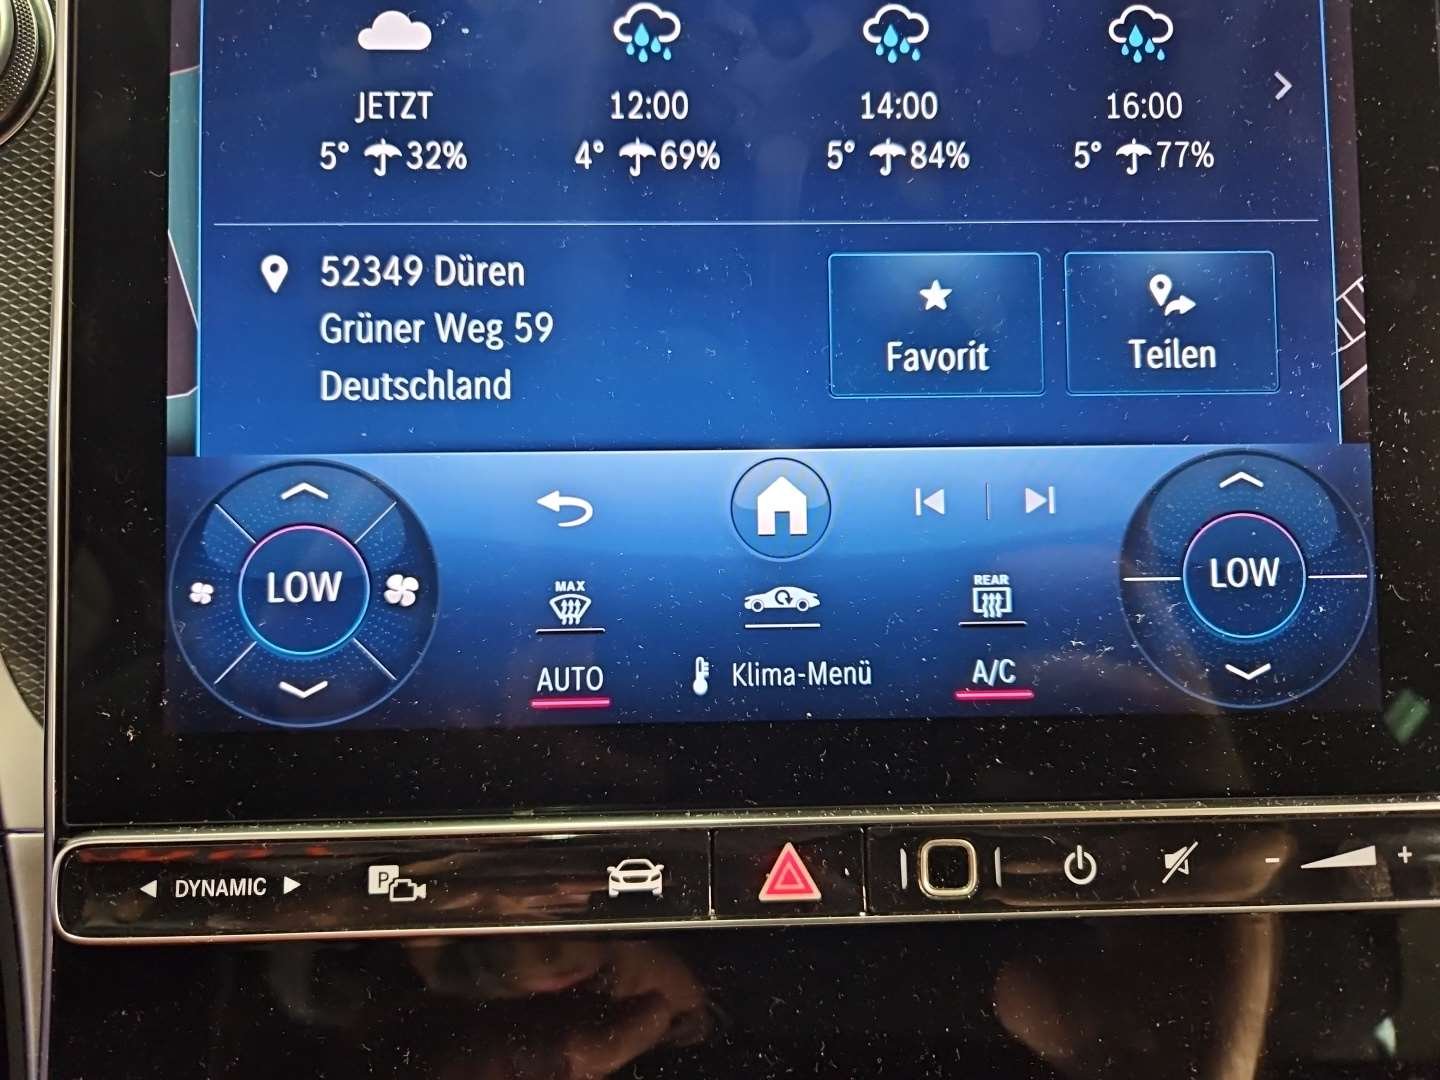 JETZT 12:00 14:00 16:00
5° 32% 4° 69% 5° 84% 5° 77%
52349 Düren
Grüner Weg 59
Deutschland
Favorit
Teilen
LOW
LOW
MAX
REAR
AUTO
Klima-Menü
A/C
DYNAMIC
P
- +